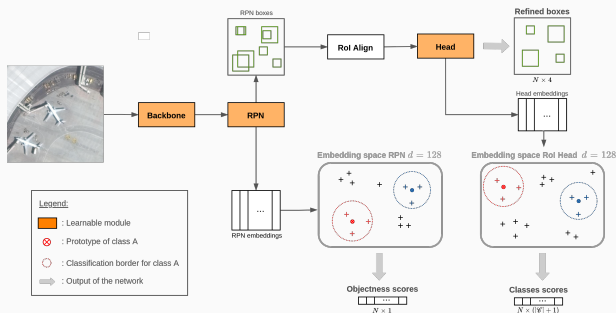 RPN boxes
Refined boxes
RoI Align
Head
N × 4
Head embeddings
...
Backbone
RPN
Embedding space RPN d = 128
Embedding space RoI Head d = 128
...
RPN embeddings
Legend:
: Learnable module
: Prototype of class A
: Classification border for class A
: Output of the network
Objectness scores
...
N × 1
Classes scores
...
N × (|𝒞| + 1)